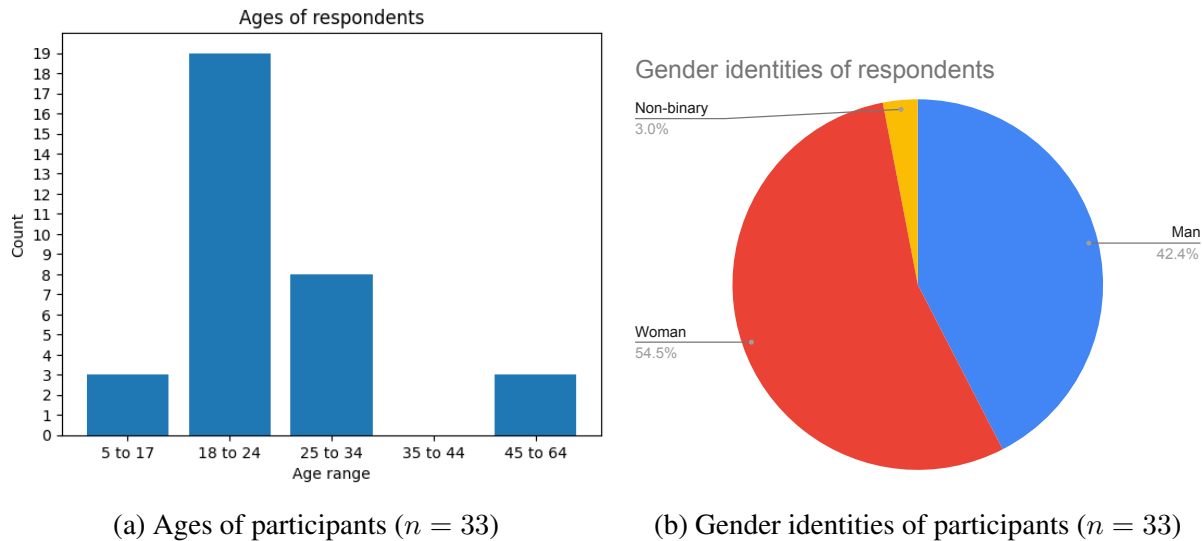 Ages of respondents
19
18
17
16
15
14
13
12
11
10
9
8
7
6
5
4
3
2
1
0
Count
5 to 17 18 to 24 25 to 34 35 to 44 45 to 64
Age range
(a) Ages of participants (n = 33)
Gender identities of respondents
Non-binary
3.0%
Man
42.4%
Woman
54.5%
(b) Gender identities of participants (n = 33)